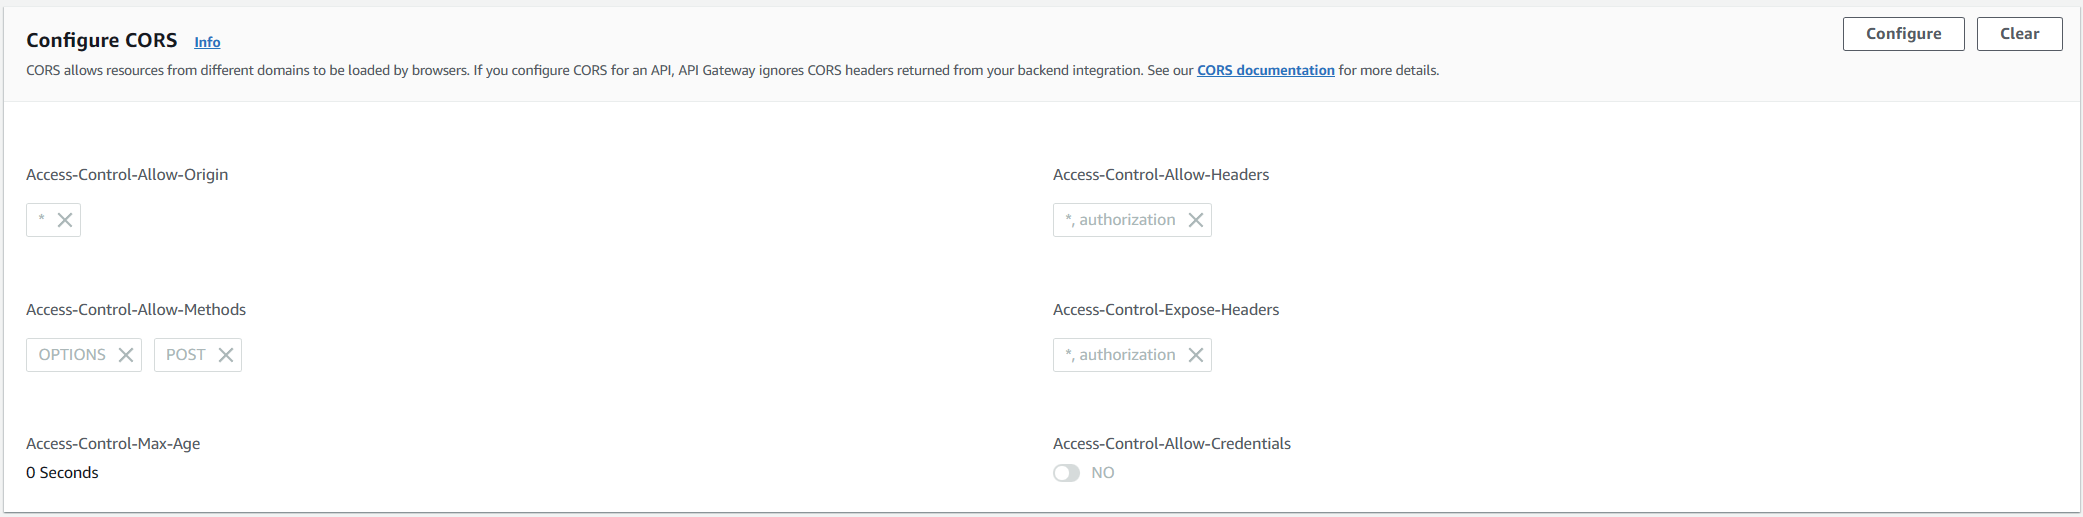 Configure CORS Info
Configure
Clear
CORS allows resources from different domains to be loaded by browsers. If you configure CORS for an API, API Gateway ignores CORS headers returned from your backend integration. See our CORS documentation for more details.
Access-Control-Allow-Origin
*
Access-Control-Allow-Headers
*, authorization
Access-Control-Allow-Methods
OPTIONS POST
Access-Control-Expose-Headers
*, authorization
Access-Control-Max-Age
0 Seconds
Access-Control-Allow-Credentials
NO